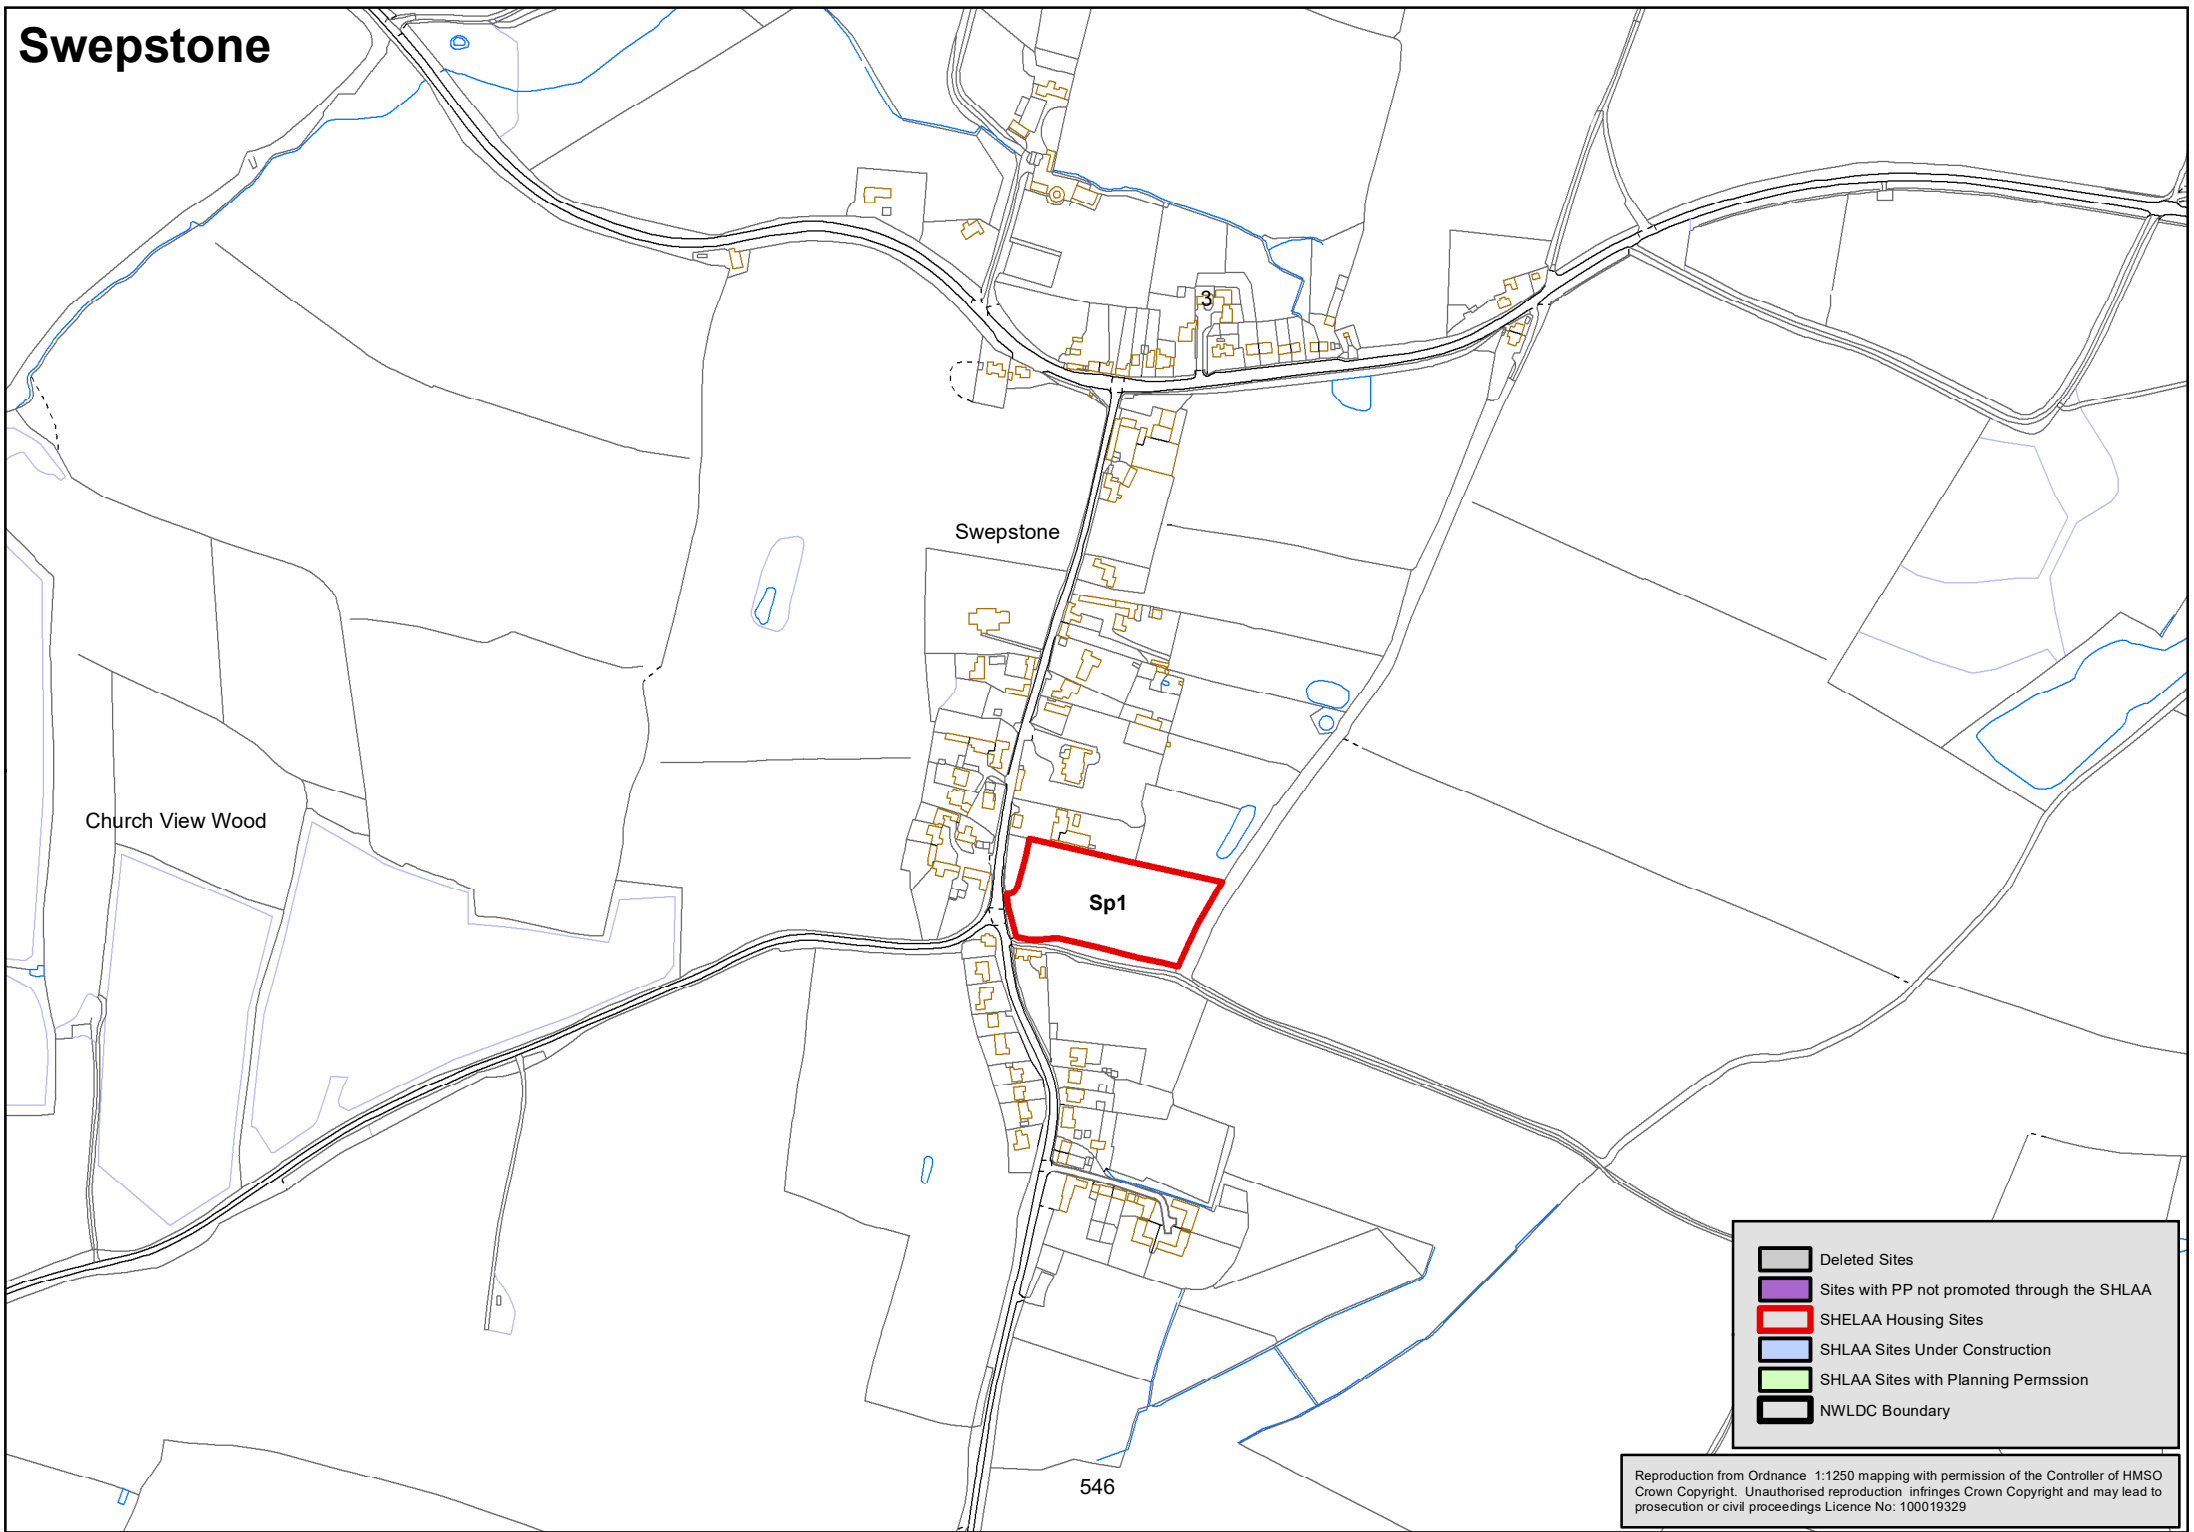 Swepstone
3
Swepstone
Church View Wood
Sp1
546
Deleted Sites
Sites with PP not promoted through the SHLAA
SHELAA Housing Sites
SHLAA Sites Under Construction
SHLAA Sites with Planning Permssion
NWLDC Boundary
Reproduction from Ordnance 1:1250 mapping with permission of the Controller of HMSO
Crown Copyright. Unauthorised reproduction infringes Crown Copyright and may lead to
prosecution or civil proceedings Licence No: 100019329